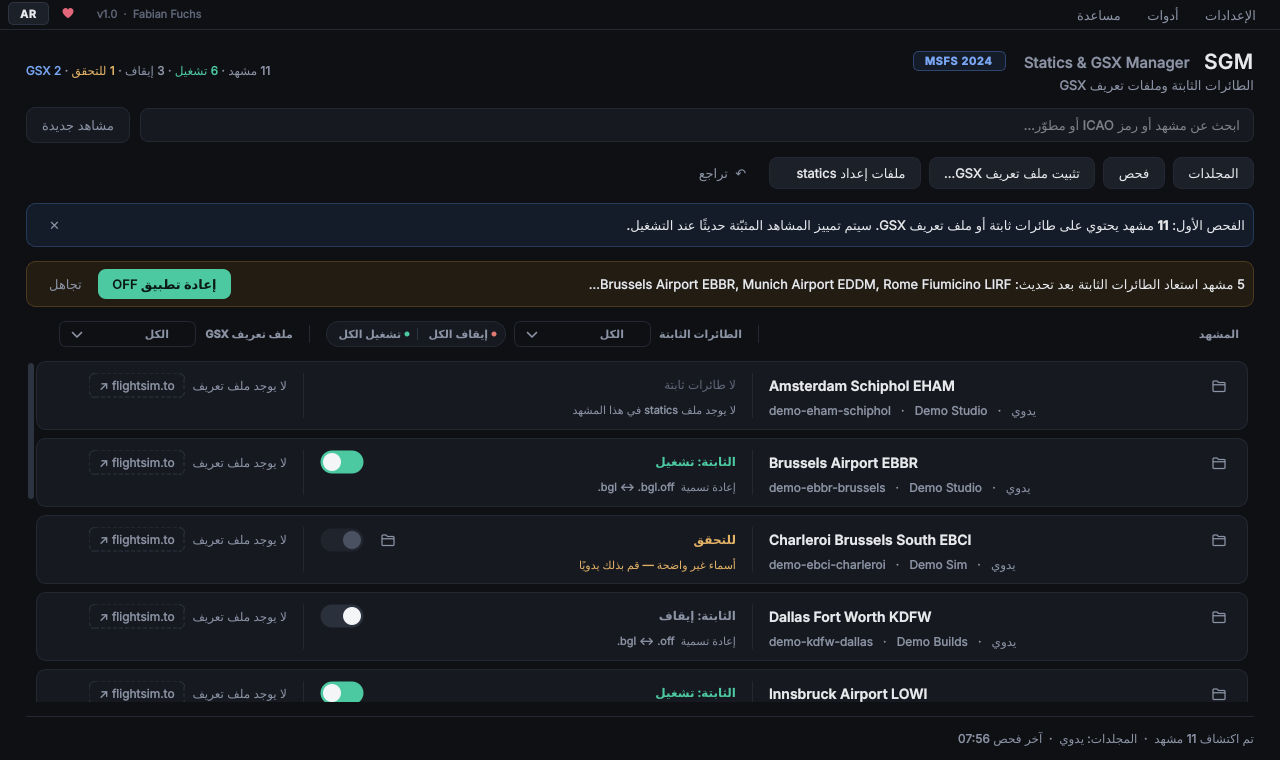 الإعدادات أدوات مساعدة
v1.0 · Fabian Fuchs AR
SGM Statics & GSX Manager MSFS 2024
الطائرات الثابتة وملفات تعريف GSX
11 مشهد · 6 تشغيل · 3 إيقاف · 1 للتحقق · GSX 2
ابحث عن مشهد أو رمز ICAO أو مطوّر...
مشاهد جديدة
المجلدات فحص تثبيت ملف تعريف GSX... ملفات إعداد statics ↶ تراجع
الفحص الأول: 11 مشهد يحتوي على طائرات ثابتة أو ملف تعريف GSX. سيتم تمييز المشاهد المثبّتة حديثًا عند التشغيل. ✕
5 مشهد استعاد الطائرات الثابتة بعد تحديث: Brussels Airport EBBR, Munich Airport EDDM, Rome Fiumicino LIRF... إعادة تطبيق OFF تجاهل
المشهد الطائرات الثابتة الكل إيقاف الكل تشغيل الكل ملف تعريف GSX الكل
Amsterdam Schiphol EHAM لا طائرات ثابتة لا يوجد ملف تعريف flightsim.to ↗
demo-eham-schiphol · Demo Studio · يدوي لا يوجد ملف statics في هذا المشهد
Brussels Airport EBBR الثابتة: تشغيل لا يوجد ملف تعريف flightsim.to ↗
demo-ebbr-brussels · Demo Studio · يدوي إعادة تسمية .bgl ↔ .bgl.off
Charleroi Brussels South EBCI للتحقق لا يوجد ملف تعريف flightsim.to ↗
demo-ebci-charleroi · Demo Sim · يدوي أسماء غير واضحة — قم بذلك يدويًا
Dallas Fort Worth KDFW الثابتة: إيقاف لا يوجد ملف تعريف flightsim.to ↗
demo-kdfw-dallas · Demo Builds · يدوي إعادة تسمية .bgl ↔ .off
Innsbruck Airport LOWI الثابتة: تشغيل لا يوجد ملف تعريف flightsim.to ↗
تم اكتشاف 11 مشهد · المجلدات: يدوي · آخر فحص 07:56